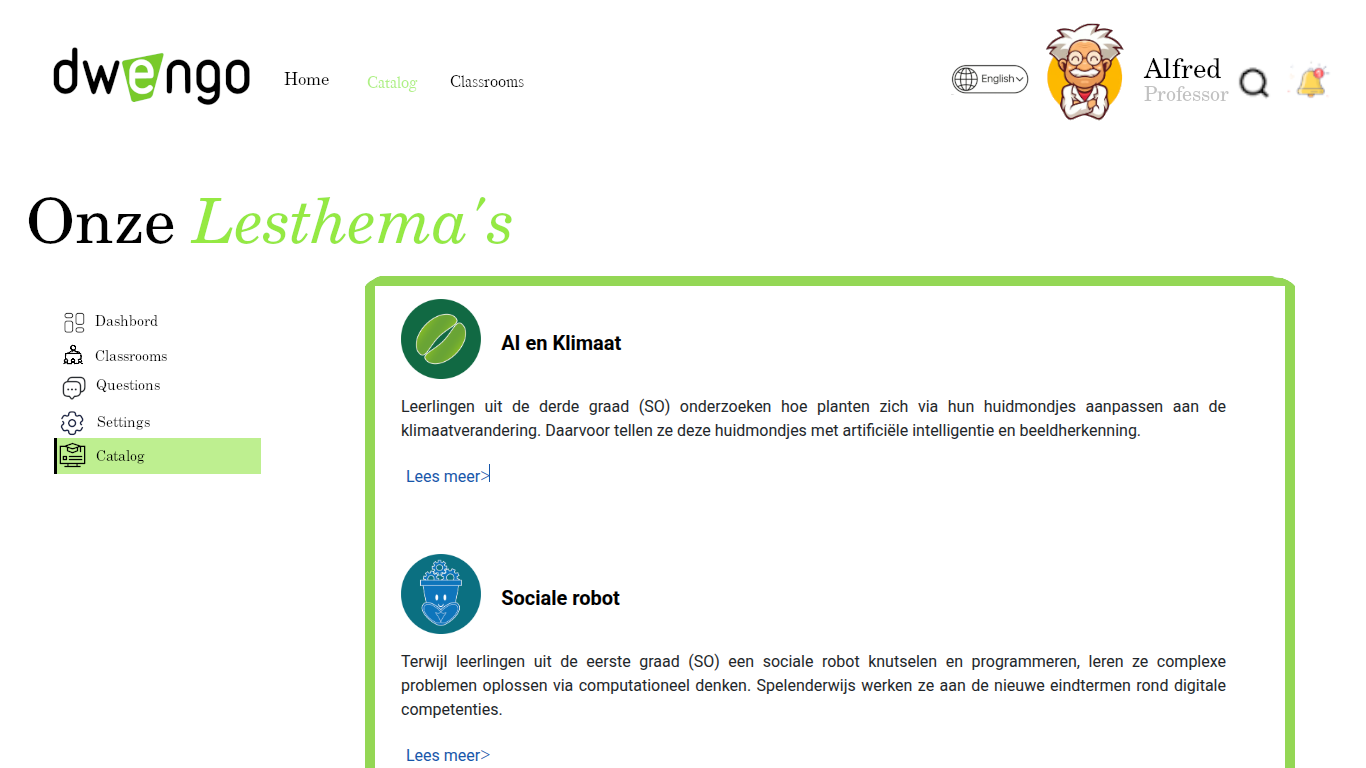 dwengo
Home
Catalog
Classrooms
English
Alfred
Professor
Onze Lesthema's
Dashbord
Classrooms
Questions
Settings
Catalog
AI en Klimaat
Leerlingen uit de derde graad (SO) onderzoeken hoe planten zich via hun huidmondjes aanpassen aan de
klimaatverandering. Daarvoor tellen ze deze huidmondjes met artificiële intelligentie en beeldherkenning.
Lees meer>
Sociale robot
Terwijl leerlingen uit de eerste graad (SO) een sociale robot knutselen en programmeren, leren ze complexe
problemen oplossen via computationeel denken. Spelenderwijs werken ze aan de nieuwe eindtermen rond digitale
competenties.
Lees meer>